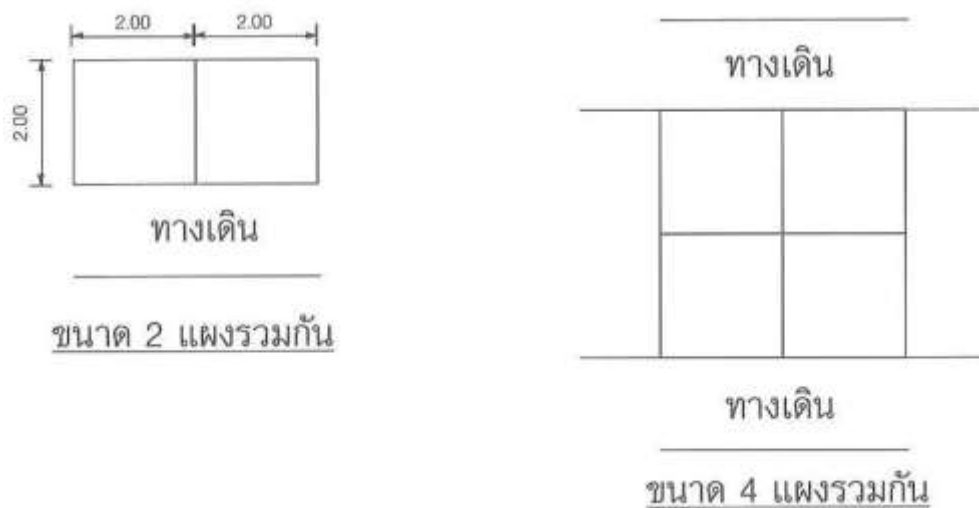 2.00 2.00
2.00
ทางเดิน
ขนาด 2 แผงรวมกัน
ทางเดิน
ทางเดิน
ขนาด 4 แผงรวมกัน